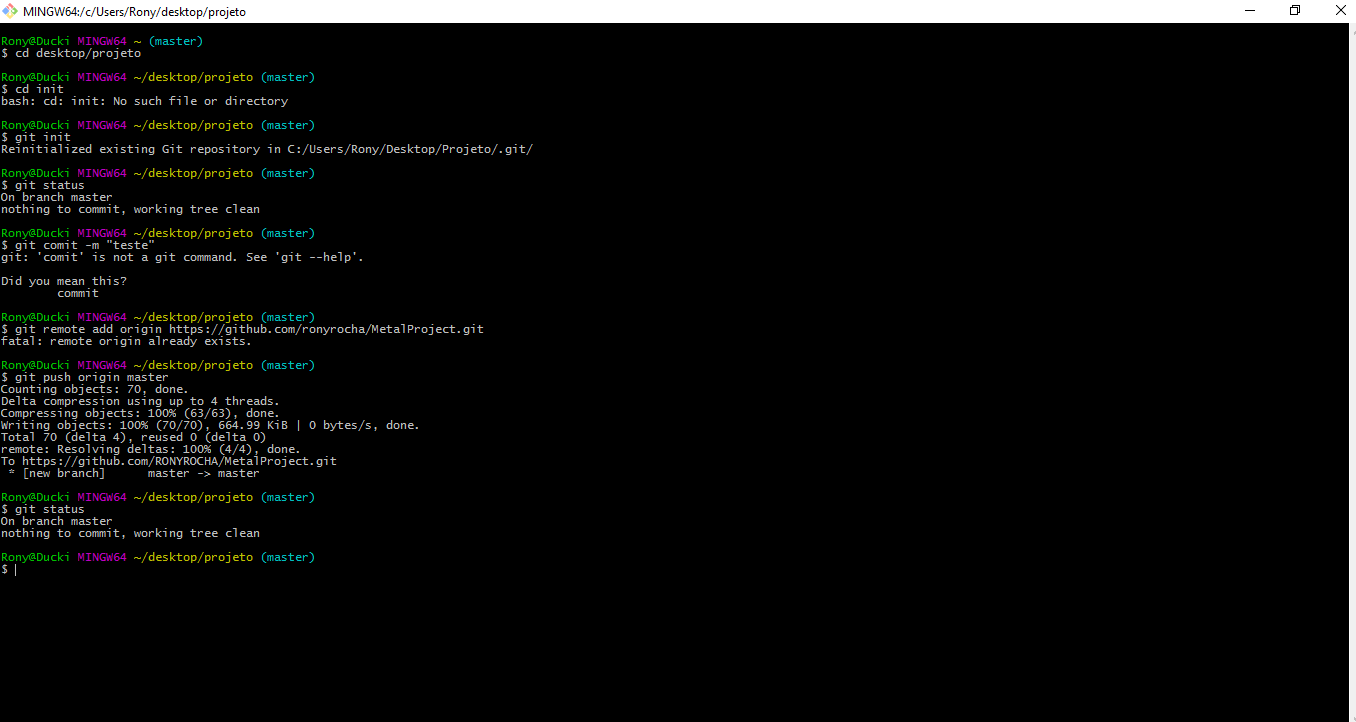 MINGW64:/c/Users/Rony/desktop/projeto
Rony@Ducki MINGW64 ~ (master)
$ cd desktop/projeto
Rony@Ducki MINGW64 ~/desktop/projeto (master)
$ cd init
bash: cd: init: No such file or directory
Rony@Ducki MINGW64 ~/desktop/projeto (master)
$ git init
Reinitialized existing Git repository in C:/Users/Rony/Desktop/Projeto/.git/
Rony@Ducki MINGW64 ~/desktop/projeto (master)
$ git status
On branch master
nothing to commit, working tree clean
Rony@Ducki MINGW64 ~/desktop/projeto (master)
$ git comit -m "teste"
git: 'comit' is not a git command. See 'git --help'.
Did you mean this?
        commit
Rony@Ducki MINGW64 ~/desktop/projeto (master)
$ git remote add origin https://github.com/ronyrocha/MetalProject.git
fatal: remote origin already exists.
Rony@Ducki MINGW64 ~/desktop/projeto (master)
$ git push origin master
Counting objects: 70, done.
Delta compression using up to 4 threads.
Compressing objects: 100% (63/63), done.
Writing objects: 100% (70/70), 664.99 KiB | 0 bytes/s, done.
Total 70 (delta 4), reused 0 (delta 0)
remote: Resolving deltas: 100% (4/4), done.
To https://github.com/RONYROCHA/MetalProject.git
 * [new branch]      master -> master
Rony@Ducki MINGW64 ~/desktop/projeto (master)
$ git status
On branch master
nothing to commit, working tree clean
Rony@Ducki MINGW64 ~/desktop/projeto (master)
$